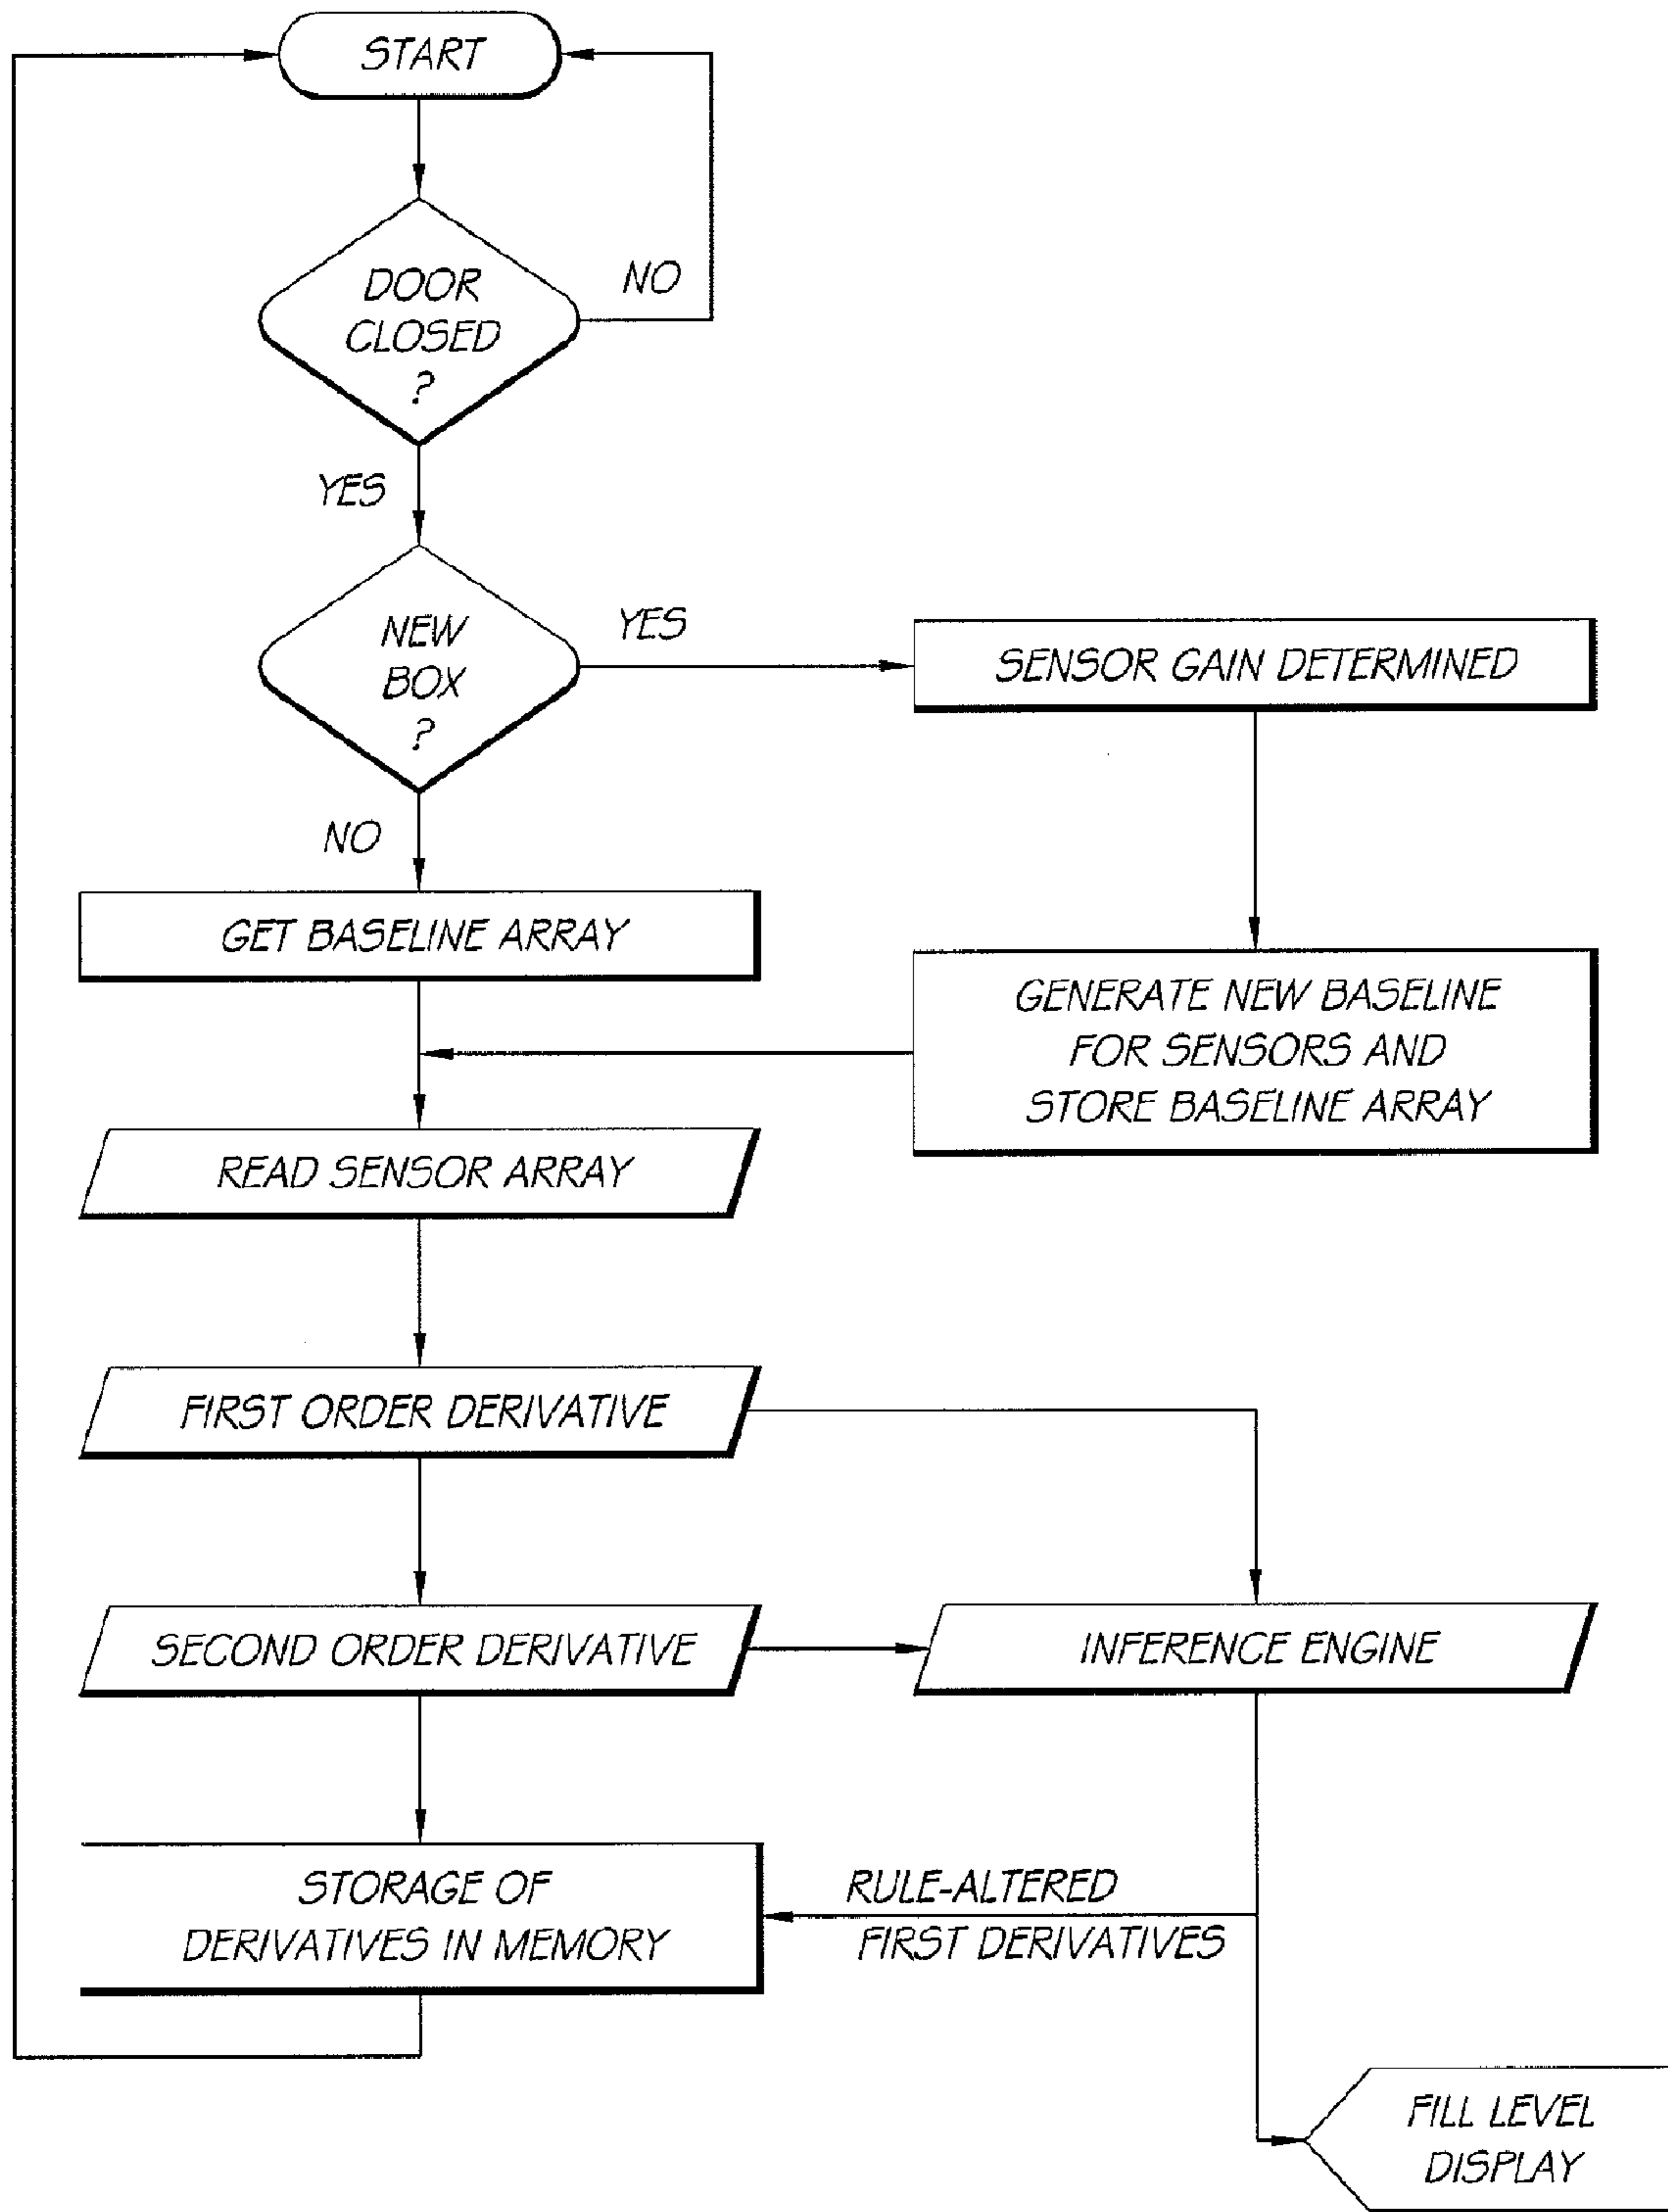 START
DOOR
CLOSED
?
NO
YES
NEW
BOX
?
YES
SENSOR GAIN DETERMINED
NO
GET BASELINE ARRAY
GENERATE NEW BASELINE
FOR SENSORS AND
STORE BASELINE ARRAY
READ SENSOR ARRAY
FIRST ORDER DERIVATIVE
SECOND ORDER DERIVATIVE
INFERENCE ENGINE
STORAGE OF
DERIVATIVES IN MEMORY
RULE-ALTERED
FIRST DERIVATIVES
FILL LEVEL
DISPLAY